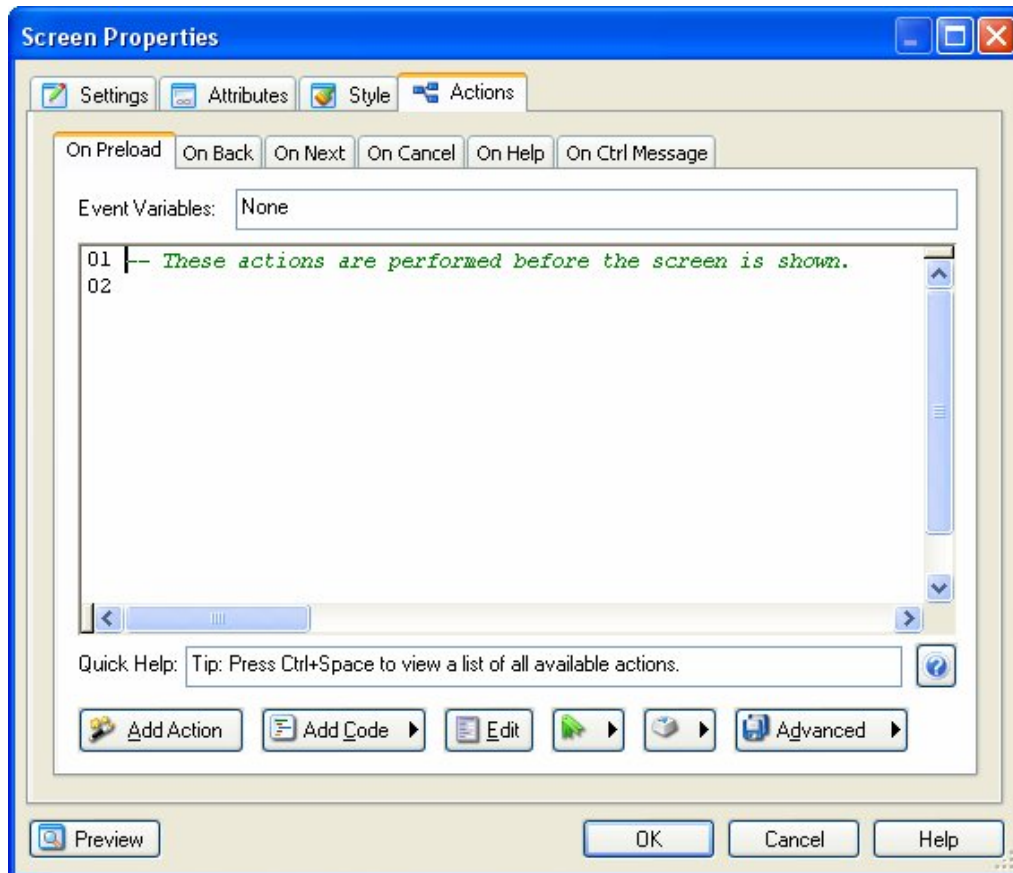 Screen Properties
Settings Attributes Style Actions
On Preload On Back On Next On Cancel On Help On Ctrl Message
Event Variables: None
01 -- These actions are performed before the screen is shown.
02
Quick Help: Tip: Press Ctrl+Space to view a list of all available actions.
Add Action Add Code Edit Advanced
Preview OK Cancel Help